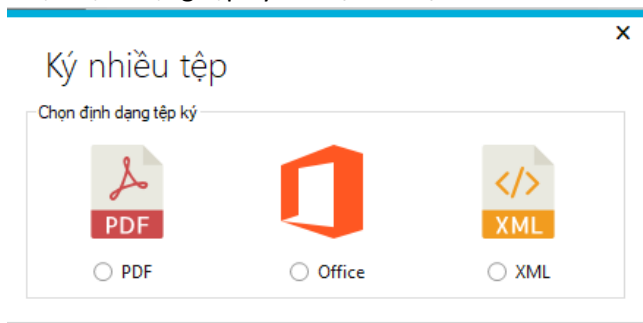 Ký nhiều tệp
Chọn định dạng tệp ký
PDF
</>
XML
PDF
Office
XML